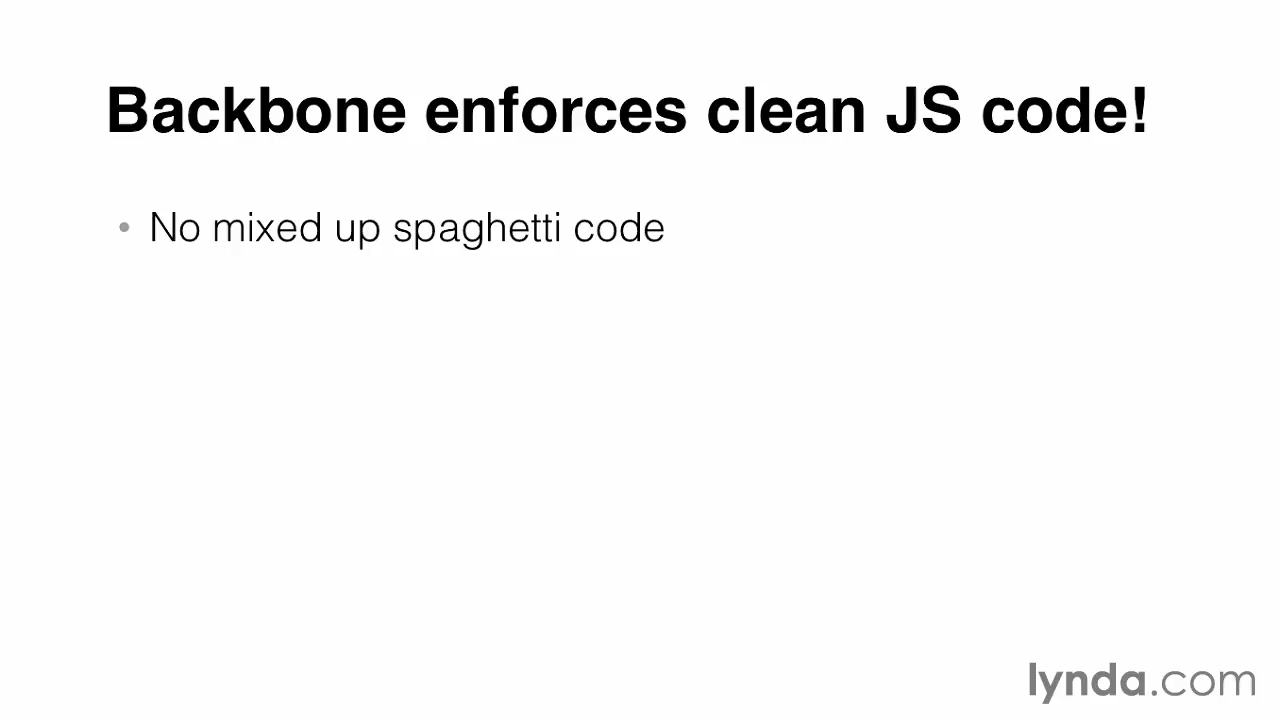 Backbone enforces clean JS code!
• No mixed up spaghetti code
lynda.com